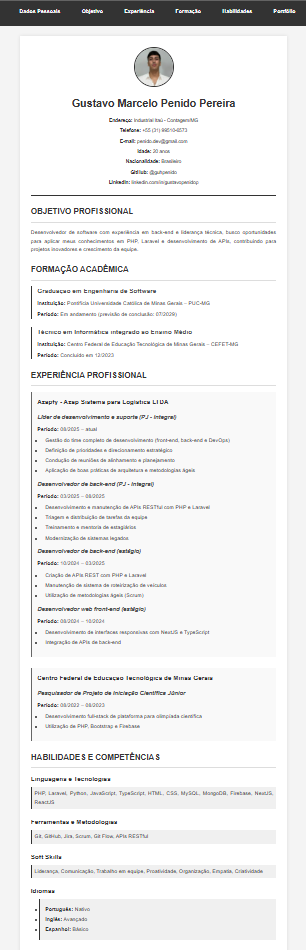 Dados Pessoais Objetivo Experiência Formação Habilidades Portfólio
Gustavo Marcelo Penido Pereira
Endereço: Industrial Itaú - Contagem/MG
Telefone: +55 (31) 99510-6573
E-mail: penido.dev@gmail.com
Idade: 20 anos
Nacionalidade: Brasileiro
GitHub: @guhpenido
LinkedIn: linkedin.com/in/gustavopenidop
OBJETIVO PROFISSIONAL
Desenvolvedor de software com experiência em back-end e liderança técnica, busco oportunidades
para aplicar meus conhecimentos em PHP, Laravel e desenvolvimento de APIs, contribuindo para
projetos inovadores e crescimento da equipe.
FORMAÇÃO ACADÊMICA
Graduação em Engenharia de Software
Instituição: Pontifícia Universidade Católica de Minas Gerais – PUC-MG
Período: Em andamento (previsão de conclusão: 07/2029)
Técnico em Informática integrado ao Ensino Médio
Instituição: Centro Federal de Educação Tecnológica de Minas Gerais – CEFET-MG
Período: Concluído em 12/2023
EXPERIÊNCIA PROFISSIONAL
Azapfy - Azap Sistema para Logística LTDA
Líder de desenvolvimento e suporte (PJ - Integral)
Período: 08/2025 – atual
Gestão do time completo de desenvolvimento (front-end, back-end e DevOps)
Definição de prioridades e direcionamento estratégico
Condução de reuniões de alinhamento e planejamento
Aplicação de boas práticas de arquitetura e metodologias ágeis
Desenvolvedor de back-end (PJ - Integral)
Período: 03/2025 – 08/2025
Desenvolvimento e manutenção de APIs RESTful com PHP e Laravel
Triagem e distribuição de tarefas da equipe
Treinamento e mentoria de estagiários
Modernização de sistemas legados
Desenvolvedor de back-end (estágio)
Período: 10/2024 – 03/2025
Criação de APIs REST com PHP e Laravel
Manutenção de sistema de roteirização de veículos
Utilização de metodologias ágeis (Scrum)
Desenvolvedor web front-end (estágio)
Período: 08/2024 – 10/2024
Desenvolvimento de interfaces responsivas com NextJS e TypeScript
Integração de APIs de back-end
Centro Federal de Educação Tecnológica de Minas Gerais
Pesquisador de Projeto de Iniciação Científica Júnior
Período: 08/2022 – 08/2023
Desenvolvimento full-stack de plataforma para olimpíada científica
Utilização de PHP, Bootstrap e Firebase
HABILIDADES E COMPETÊNCIAS
Linguagens e Tecnologias
PHP, Laravel, Python, JavaScript, TypeScript, HTML, CSS, MySQL, MongoDB, Firebase, NextJS,
ReactJS
Ferramentas e Metodologias
Git, GitHub, Jira, Scrum, Git Flow, APIs RESTful
Soft Skills
Liderança, Comunicação, Trabalho em equipe, Proatividade, Organização, Empatia, Criatividade
Idiomas
Português: Nativo
Inglês: Avançado
Espanhol: Básico